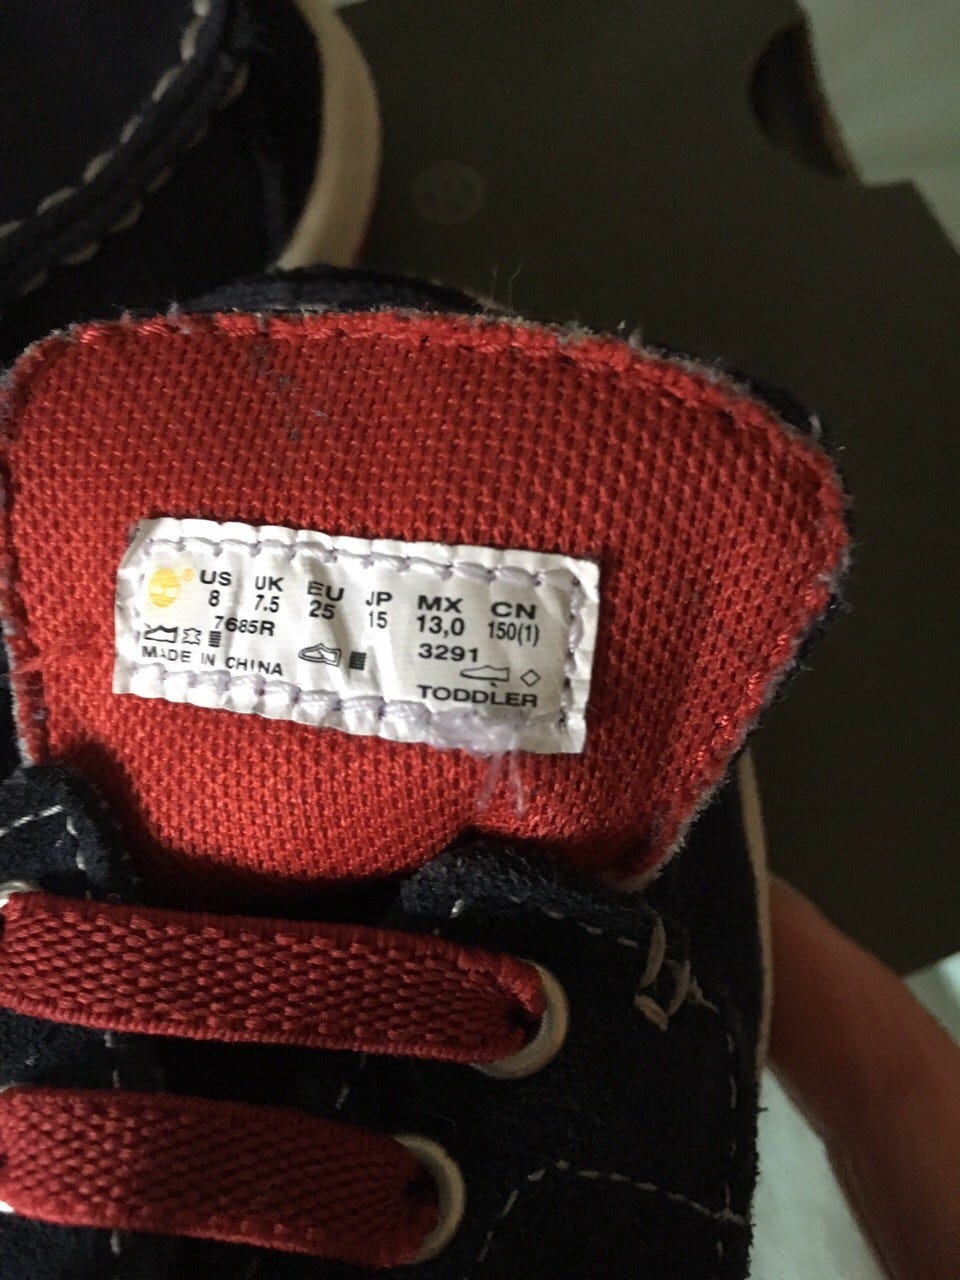 US UK EU JP MX CN
8 7.5 25 15 13,0 150(1)
7685R 3291
MADE IN CHINA
TODDLER